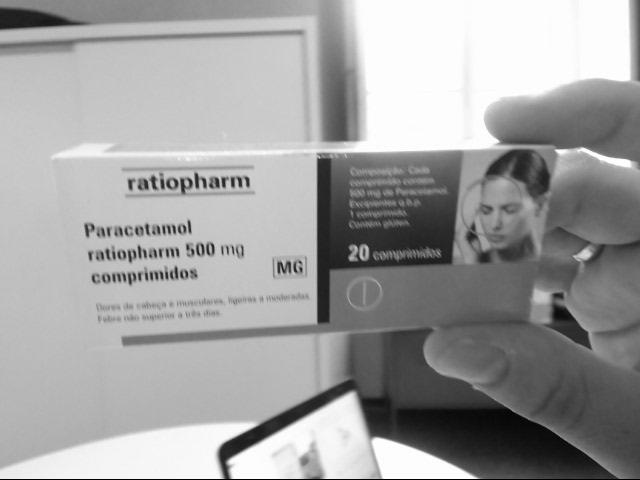 ratiopharm
Paracetamol
ratiopharm 500 mg
comprimidos
MG
Dores de cabeça e musculares, ligeiras a moderadas.
Febre não superior a três dias.
Composição: Cada
comprimido contém
500 mg de Paracetamol.
Excipientes q.b.p.
1 comprimido.
Contém glúten.
20 comprimidos